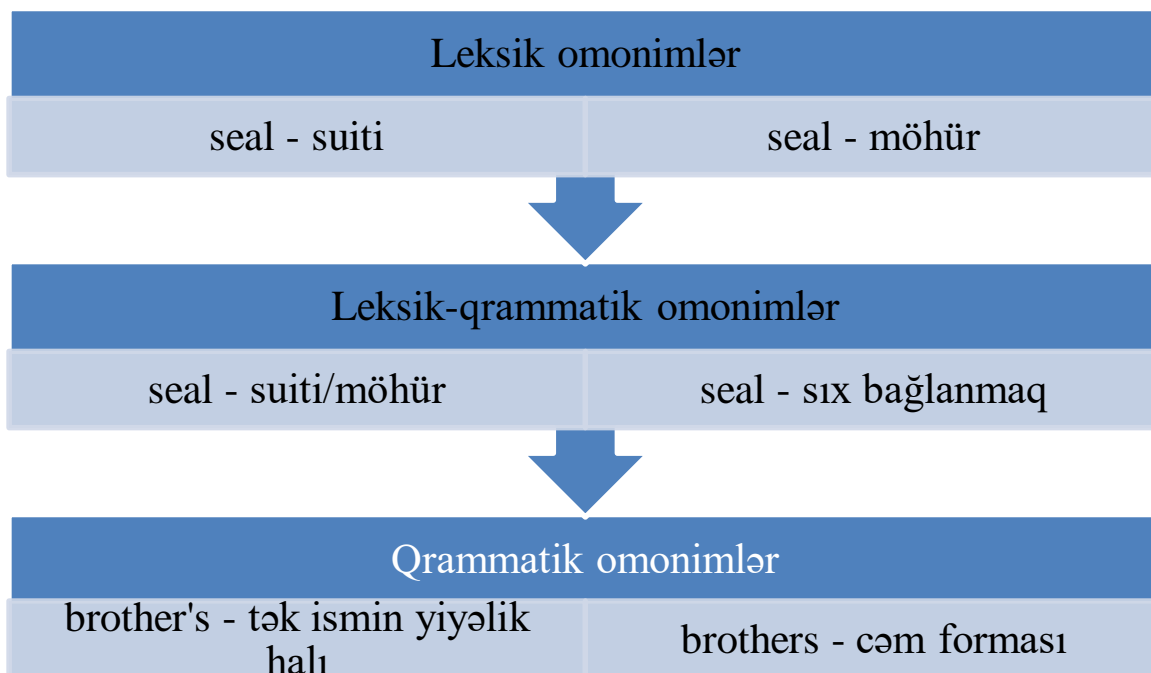 Leksik omonimlər
seal - suiti
seal - möhür
Leksik-qrammatik omonimlər
seal - suiti/möhür
seal - sıx bağlanmaq
Qrammatik omonimlər
brother's - tək ismin yiyəlik
halı
brothers - cəm forması